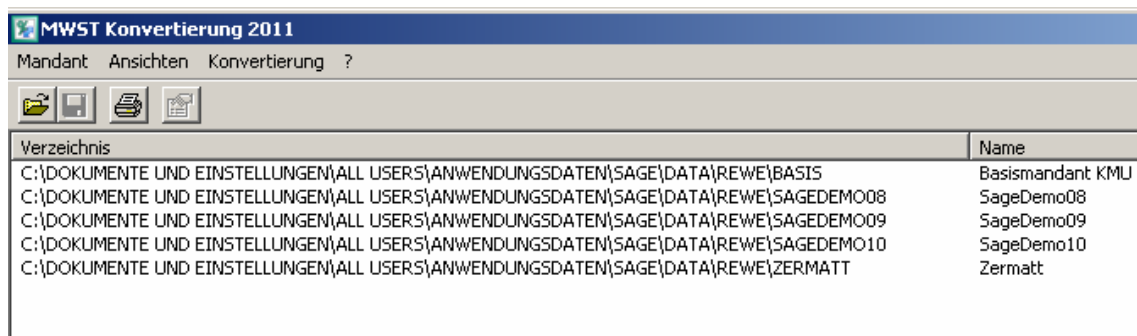 MWST Konvertierung 2011
Mandant Ansichten Konvertierung ?
Verzeichnis Name
C:\DOKUMENTE UND EINSTELLUNGEN\ALL USERS\ANWENDUNGSDATEN\SAGE\DATA\REWE\BASIS Basismandant KMU
C:\DOKUMENTE UND EINSTELLUNGEN\ALL USERS\ANWENDUNGSDATEN\SAGE\DATA\REWE\SAGEDEMO08 SageDemo08
C:\DOKUMENTE UND EINSTELLUNGEN\ALL USERS\ANWENDUNGSDATEN\SAGE\DATA\REWE\SAGEDEMO09 SageDemo09
C:\DOKUMENTE UND EINSTELLUNGEN\ALL USERS\ANWENDUNGSDATEN\SAGE\DATA\REWE\SAGEDEMO10 SageDemo10
C:\DOKUMENTE UND EINSTELLUNGEN\ALL USERS\ANWENDUNGSDATEN\SAGE\DATA\REWE\ZERMATT Zermatt